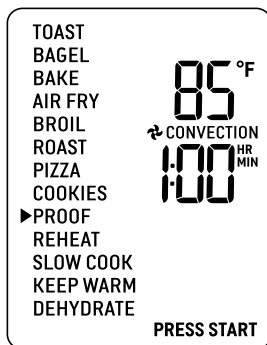 TOAST
BAGEL
BAKE
AIR FRY
BROIL
ROAST
PIZZA
COOKIES
▶PROOF
REHEAT
SLOW COOK
KEEP WARM
DEHYDRATE
85°F
CONVECTION
1:00 HR
MIN
PRESS START